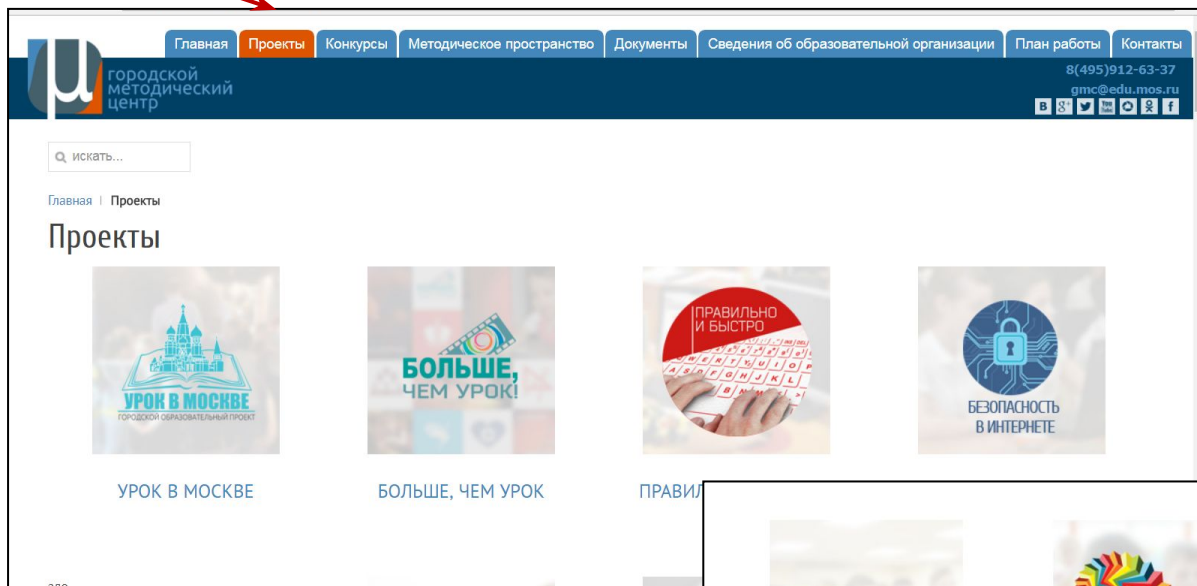 Главная Проекты Конкурсы Методическое пространство Документы Сведения об образовательной организации План работы Контакты
μ городской
методический
центр
8(495)912-63-37
gmc@edu.mos.ru
искать...
Главная | Проекты
Проекты
УРОК В МОСКВЕ
ГОРОДСКОЙ ОБРАЗОВАТЕЛЬНЫЙ ПРОЕКТ
БОЛЬШЕ,
ЧЕМ УРОК!
ПРАВИЛЬНО
И БЫСТРО
БЕЗОПАСНОСТЬ
В ИНТЕРНЕТЕ
УРОК В МОСКВЕ БОЛЬШЕ, ЧЕМ УРОК ПРАВИЛ